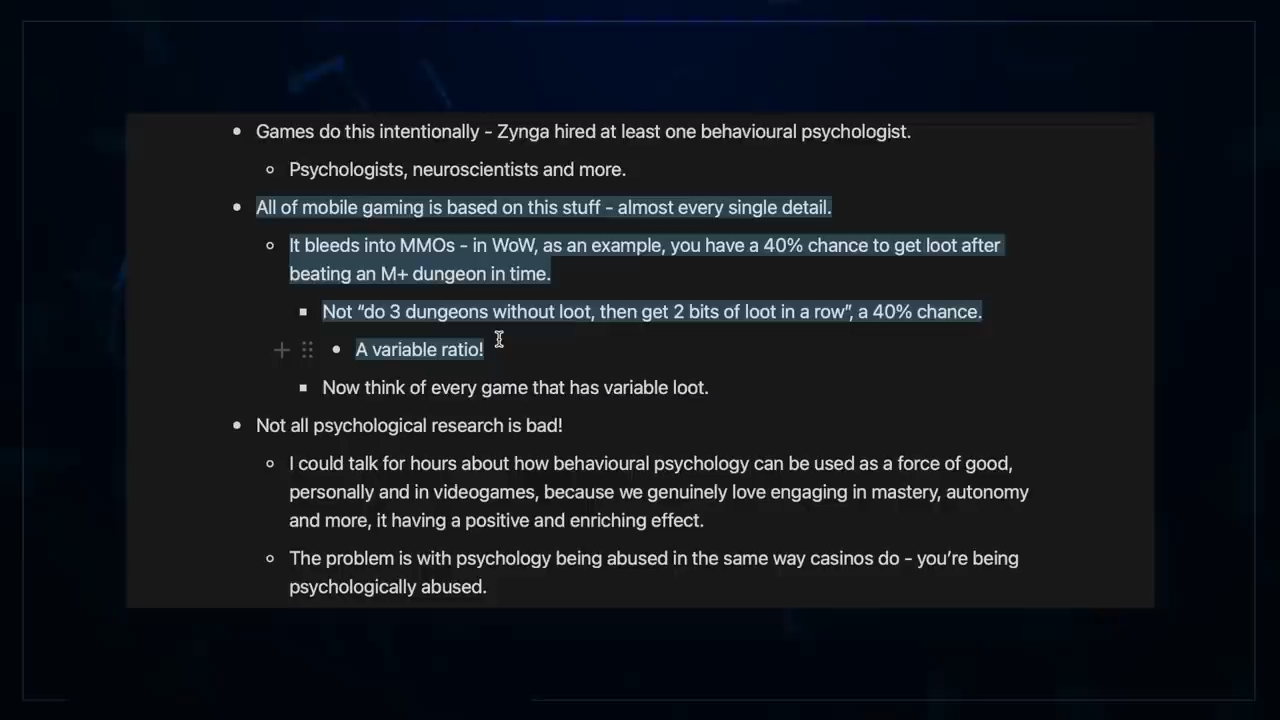 Games do this intentionally - Zynga hired at least one behavioural psychologist.
Psychologists, neuroscientists and more.
All of mobile gaming is based on this stuff - almost every single detail.
It bleeds into MMOs - in WoW, as an example, you have a 40% chance to get loot after
beating an M+ dungeon in time.
Not “do 3 dungeons without loot, then get 2 bits of loot in a row”, a 40% chance.
A variable ratio!
Now think of every game that has variable loot.
Not all psychological research is bad!
I could talk for hours about how behavioural psychology can be used as a force of good,
personally and in videogames, because we genuinely love engaging in mastery, autonomy
and more, it having a positive and enriching effect.
The problem is with psychology being abused in the same way casinos do - you’re being
psychologically abused.